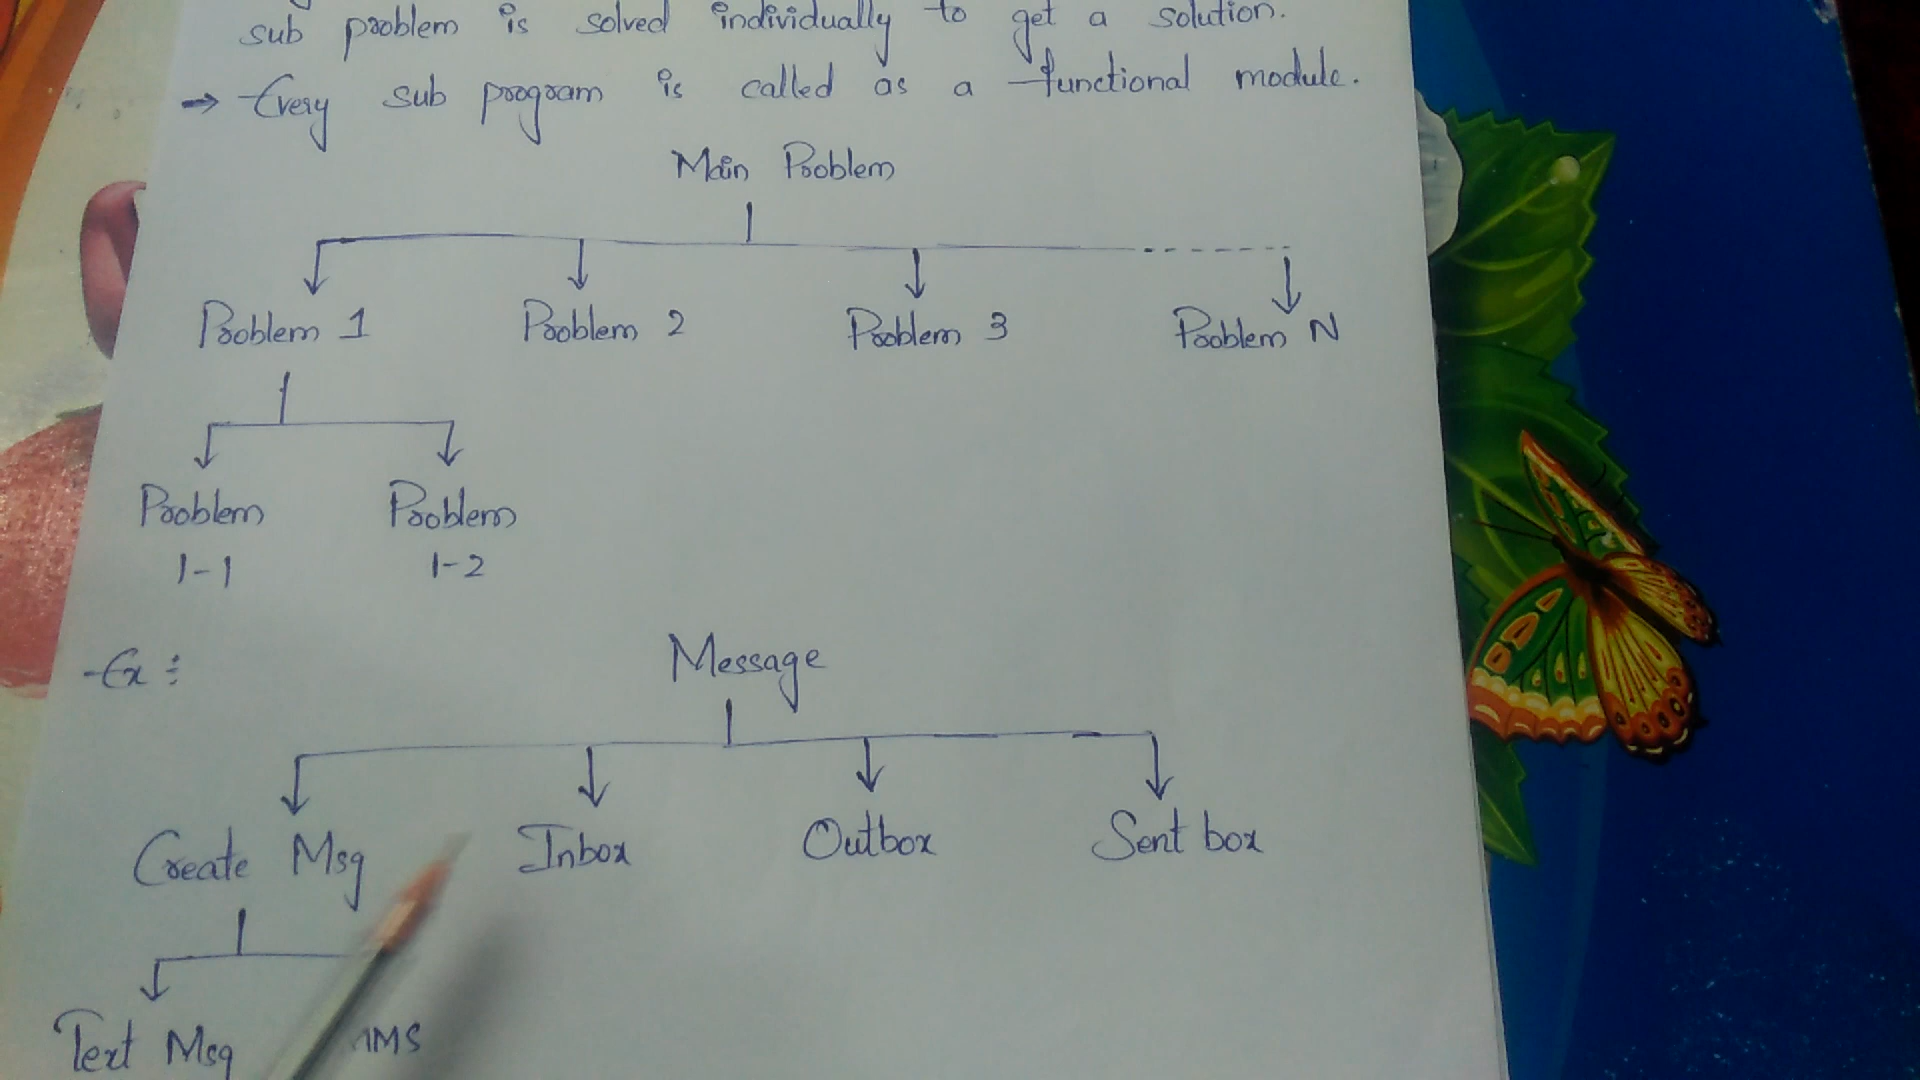 sub problem is solved individually to get a solution.
→ Every sub program is called as a functional module.
Main Problem
Problem 1 Problem 2 Problem 3 Problem N
Problem 1-1 Problem 1-2
Ex :
Message
Create Msg Inbox Outbox Sent box
Text Msg MMS